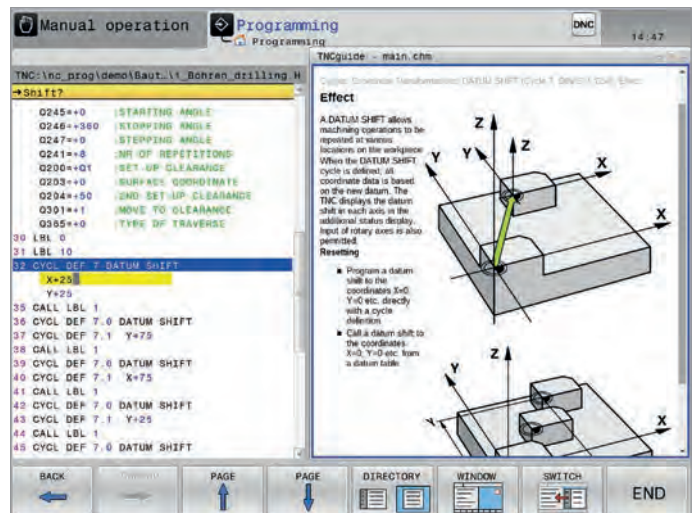 Manual operation
Programming
Programming
DNC
14:47
TNCguide - main.chm
TNC:\nc_prog\demo\Baut_..\1_Bohren_drilling.H
→Shift?
Q245=+0 ;STARTING ANGLE
Q246=+360 ;STOPPING ANGLE
Q247=+0 ;STEPPING ANGLE
Q241=+8 ;NR OF REPETITIONS
Q200=+Q1 ;SET-UP CLEARANCE
Q203=+0 ;SURFACE COORDINATE
Q204=+50 ;2ND SET-UP CLEARANCE
Q301=+1 ;MOVE TO CLEARANCE
Q365=+0 ;TYPE OF TRAVERSE
30 LBL 0
31 LBL 10
32 CYCL DEF 7 DATUM SHIFT
X+25
Y+25
35 CALL LBL 1
36 CYCL DEF 7.0 DATUM SHIFT
37 CYCL DEF 7.1 Y+75
38 CALL LBL 1
39 CYCL DEF 7.0 DATUM SHIFT
40 CYCL DEF 7.1 X+75
41 CALL LBL 1
42 CYCL DEF 7.0 DATUM SHIFT
43 CYCL DEF 7.1 Y+25
44 CALL LBL 1
45 CYCL DEF 7.0 DATUM SHIFT
Effect
A DATUM SHIFT allows
machining operations to be
repeated at various
locations on the workpiece.
When the DATUM SHIFT
cycle is defined, all
coordinate data is based
on the new datum. The
TNC displays the datum
shift in each axis in the
additional status display.
Input of rotary axes is also
permitted.
Resetting
■ Program a datum
shift to the
coordinates X=0,
Y=0 etc. directly
with a cycle
definition.
■ Call a datum shift to
the coordinates
X=0; Y=0 etc. from
a datum table.
Z
Z
Y
Y
X
X
Z
Y
X
BACK
PAGE
PAGE
DIRECTORY
WINDOW
SWITCH
END